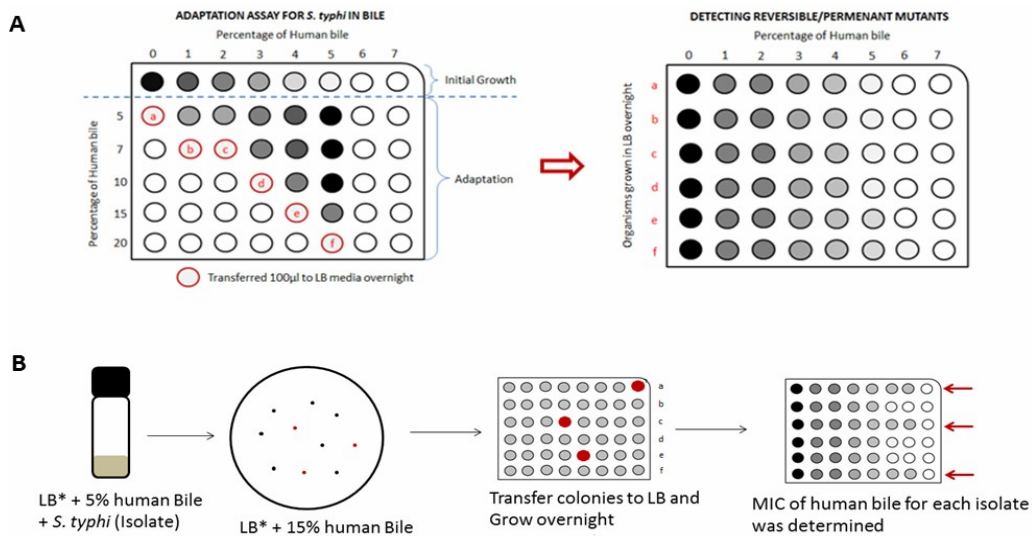 A
ADAPTATION ASSAY FOR S. typhi IN BILE
Percentage of Human bile
0 1 2 3 4 5 6 7
Initial Growth
Percentage of Human bile
5
a
7
b c
10
d
15
e
20
f
Adaptation
Transferred 100µl to LB media overnight
DETECTING REVERSIBLE/PERMENANT MUTANTS
Percentage of Human bile
0 1 2 3 4 5 6 7
Organisms grown in LB overnight
a
b
c
d
e
f
B
LB* + 5% human Bile
+ S. typhi (Isolate)
LB* + 15% human Bile
a
b
c
d
e
f
Transfer colonies to LB and
Grow overnight
MIC of human bile for each isolate
was determined